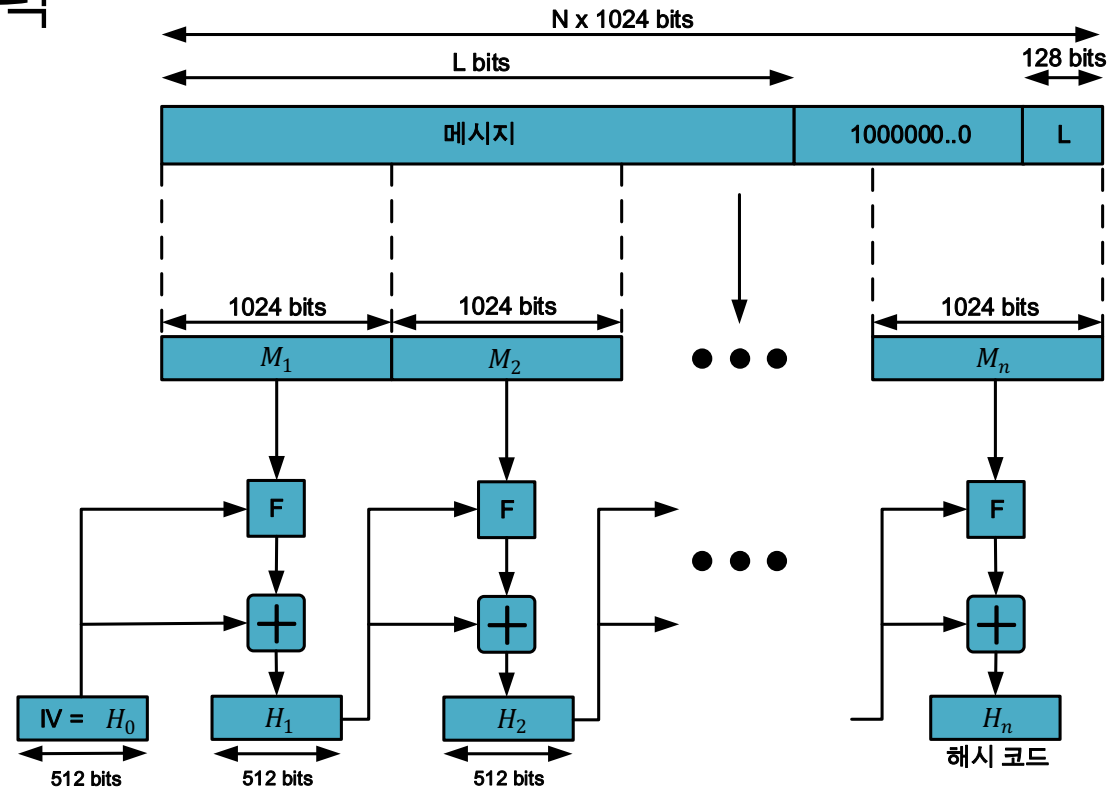 N x 1024 bits
L bits
128 bits
메시지
1000000..0
L
1024 bits
1024 bits
1024 bits
M₁
M₂
Mₙ
F
F
F
+
+
+
IV = H₀
H₁
H₂
Hₙ
512 bits
512 bits
512 bits
해시 코드